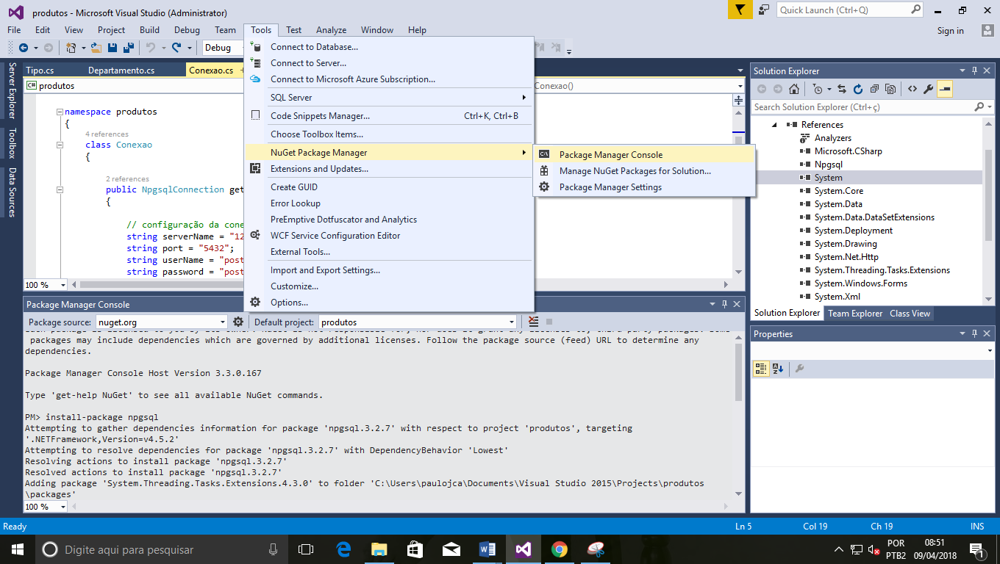 produtos - Microsoft Visual Studio (Administrator)
Quick Launch (Ctrl+Q)
File Edit View Project Build Debug Team Tools Test Analyze Window Help
Sign in
Debug
Server Explorer
Toolbox
Data Sources
Tipo.cs Departamento.cs Conexao.cs
produtos
Conexao()
namespace produtos
{
4 references
class Conexao
{
2 references
public NpgsqlConnection get
{
// configuração da cone
string serverName = "12
string port = "5432";
string userName = "post
string password = "post
100 %
Connect to Database...
Connect to Server...
Connect to Microsoft Azure Subscription...
SQL Server
Code Snippets Manager... Ctrl+K, Ctrl+B
Choose Toolbox Items...
NuGet Package Manager
Extensions and Updates...
Create GUID
Error Lookup
PreEmptive Dotfuscator and Analytics
WCF Service Configuration Editor
External Tools...
Import and Export Settings...
Customize...
Options...
Package Manager Console
Manage NuGet Packages for Solution...
Package Manager Settings
Solution Explorer
Search Solution Explorer (Ctrl+ç)
References
Analyzers
Microsoft.CSharp
Npgsql
System
System.Core
System.Data
System.Data.DataSetExtensions
System.Deployment
System.Drawing
System.Net.Http
System.Threading.Tasks.Extensions
System.Windows.Forms
System.Xml
Solution Explorer Team Explorer Class View
Properties
Package Manager Console
Package source: nuget.org Default project: produtos
packages may include dependencies which are governed by additional licenses. Follow the package source (feed) URL to determine any
dependencies.
Package Manager Console Host Version 3.3.0.167
Type 'get-help NuGet' to see all available NuGet commands.
PM> install-package npgsql
Attempting to gather dependencies information for package 'npgsql.3.2.7' with respect to project 'produtos', targeting
'.NETFramework,Version=v4.5.2'
Attempting to resolve dependencies for package 'npgsql.3.2.7' with DependencyBehavior 'Lowest'
Resolving actions to install package 'npgsql.3.2.7'
Resolved actions to install package 'npgsql.3.2.7'
Adding package 'System.Threading.Tasks.Extensions.4.3.0' to folder 'C:\Users\paulojca\Documents\Visual Studio 2015\Projects\produtos
\packages'
100 %
Ready Ln 5 Col 19 Ch 19 INS
Digite aqui para pesquisar
POR
PTB2
08:51
09/04/2018
1